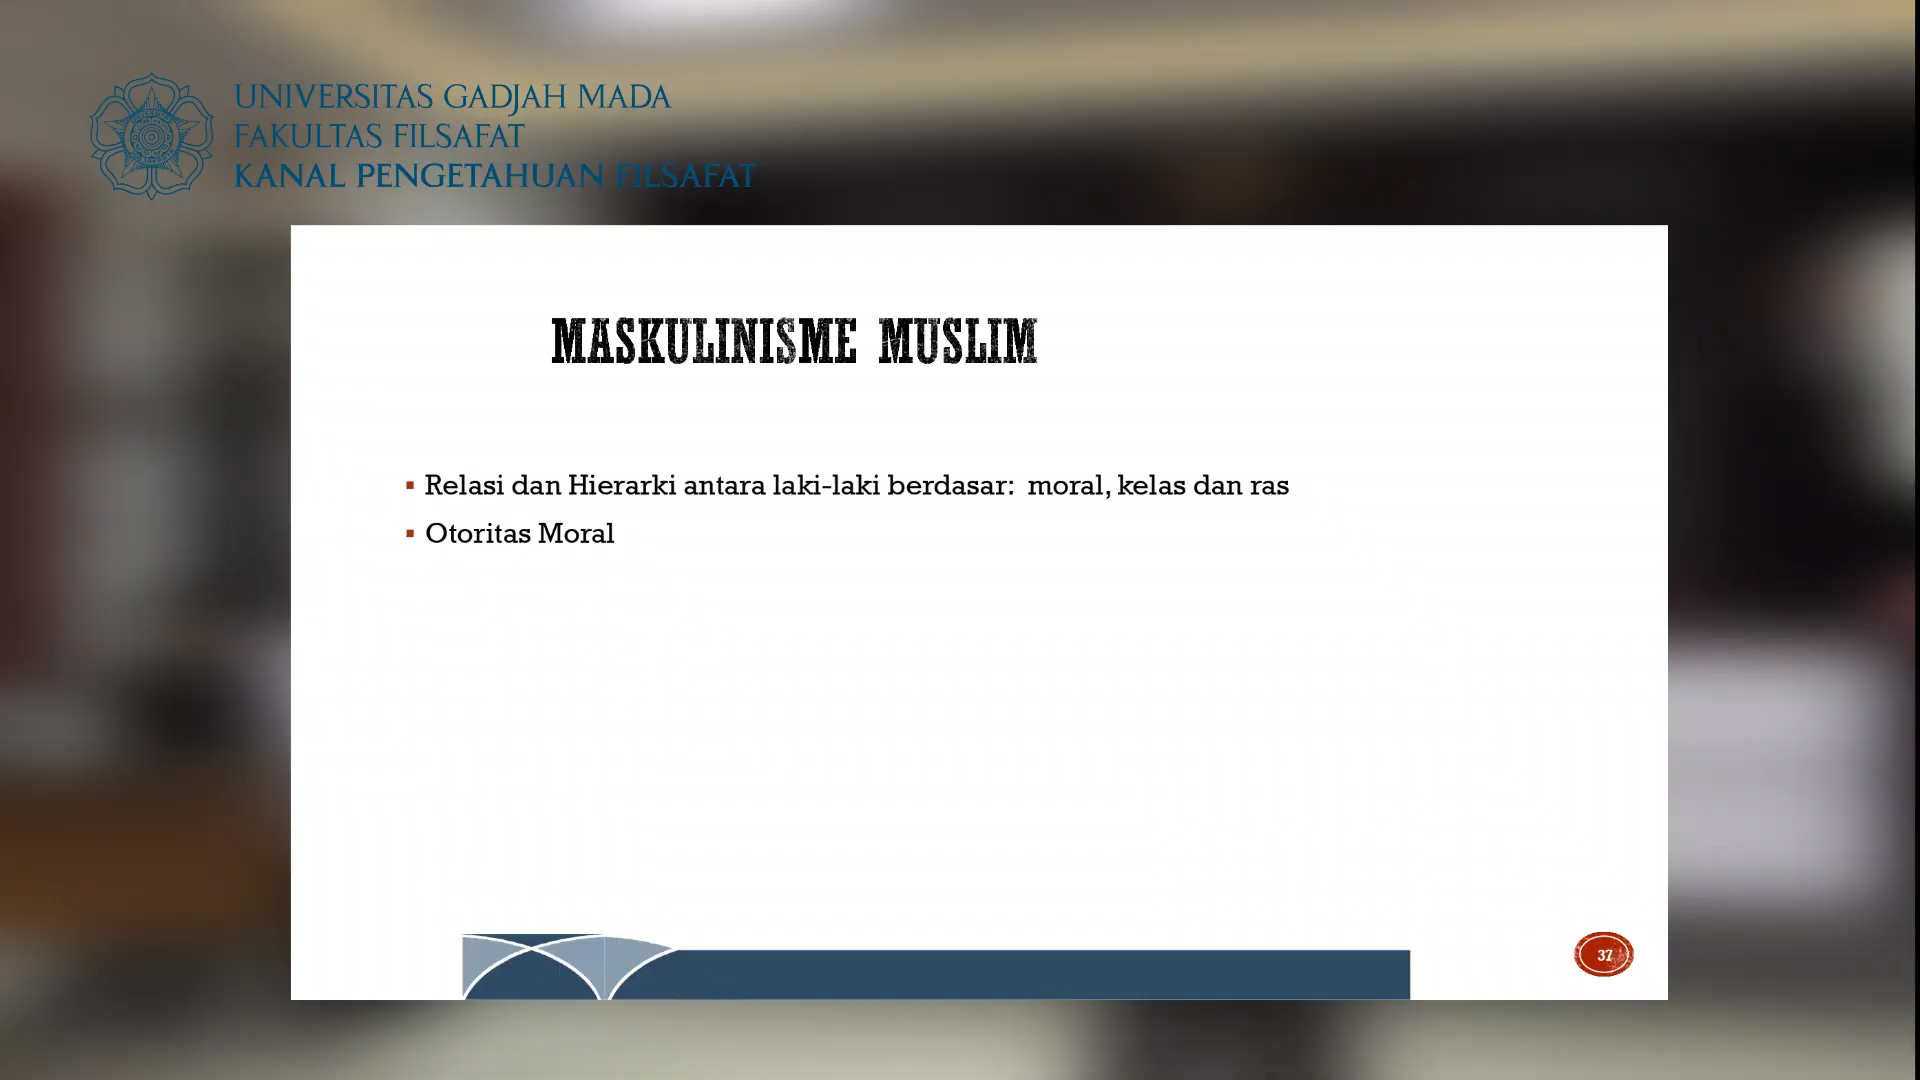 UNIVERSITAS GADJAH MADA
FAKULTAS FILSAFAT
KANAL PENGETAHUAN FILSAFAT
MASKULINISME MUSLIM
▪ Relasi dan Hierarki antara laki-laki berdasar: moral, kelas dan ras
▪ Otoritas Moral
37